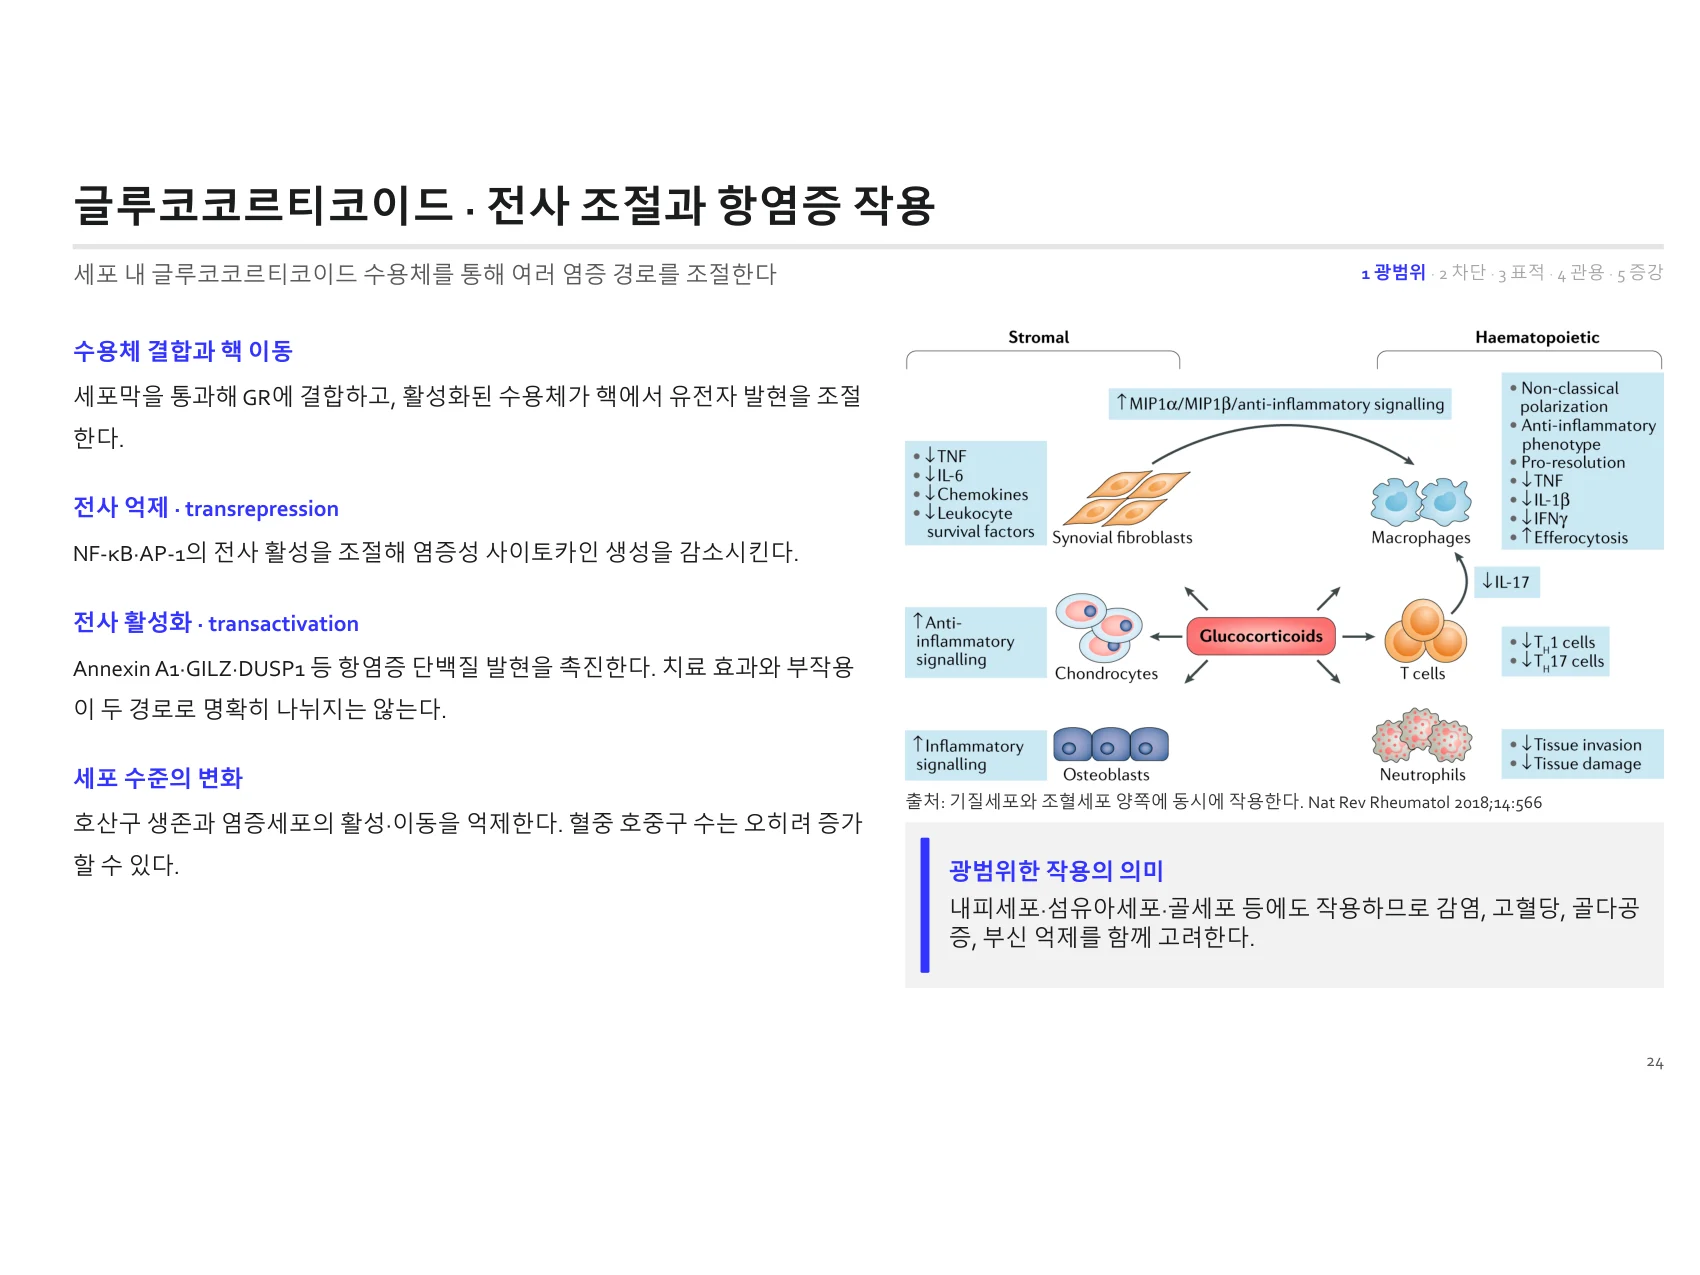 글루코코르티코이드 · 전사 조절과 항염증 작용
세포 내 글루코코르티코이드 수용체를 통해 여러 염증 경로를 조절한다
1 광범위 · 2 차단 · 3 표적 · 4 관용 · 5 증강
수용체 결합과 핵 이동
세포막을 통과해 GR에 결합하고, 활성화된 수용체가 핵에서 유전자 발현을 조절
한다.
전사 억제 · transrepression
NF-κB·AP-1의 전사 활성을 조절해 염증성 사이토카인 생성을 감소시킨다.
전사 활성화 · transactivation
Annexin A1·GILZ·DUSP1 등 항염증 단백질 발현을 촉진한다. 치료 효과와 부작용
이 두 경로로 명확히 나뉘지는 않는다.
세포 수준의 변화
호산구 생존과 염증세포의 활성·이동을 억제한다. 혈중 호중구 수는 오히려 증가
할 수 있다.
Stromal
Haematopoietic
↑MIP1α/MIP1β/anti-inflammatory signalling
• ↓TNF
• ↓IL-6
• ↓Chemokines
• ↓Leukocyte
survival factors
Synovial fibroblasts
Macrophages
• Non-classical
polarization
• Anti-inflammatory
phenotype
• Pro-resolution
• ↓TNF
• ↓IL-1β
• ↓IFNγ
• ↑Efferocytosis
↓IL-17
↑Anti-
inflammatory
signalling
Chondrocytes
Glucocorticoids
T cells
• ↓TH1 cells
• ↓TH17 cells
↑Inflammatory
signalling
Osteoblasts
Neutrophils
• ↓Tissue invasion
• ↓Tissue damage
출처: 기질세포와 조혈세포 양쪽에 동시에 작용한다. Nat Rev Rheumatol 2018;14:566
광범위한 작용의 의미
내피세포·섬유아세포·골세포 등에도 작용하므로 감염, 고혈당, 골다공
증, 부신 억제를 함께 고려한다.
24